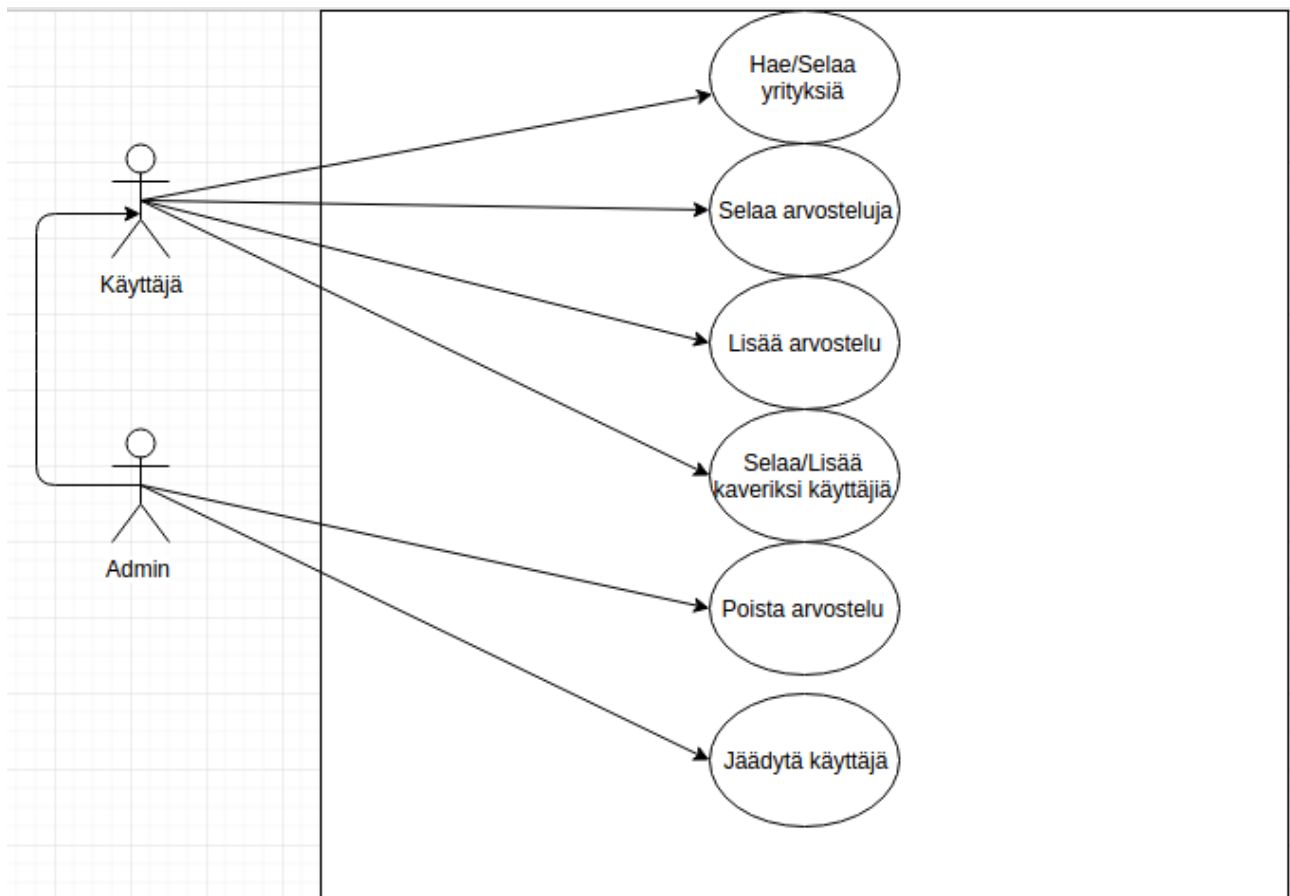 Hae/Selaa
yrityksiä
Selaa arvosteluja
Käyttäjä
Lisää arvostelu
Selaa/Lisää
kaveriksi käyttäjiä
Admin
Poista arvostelu
Jäädytä käyttäjä